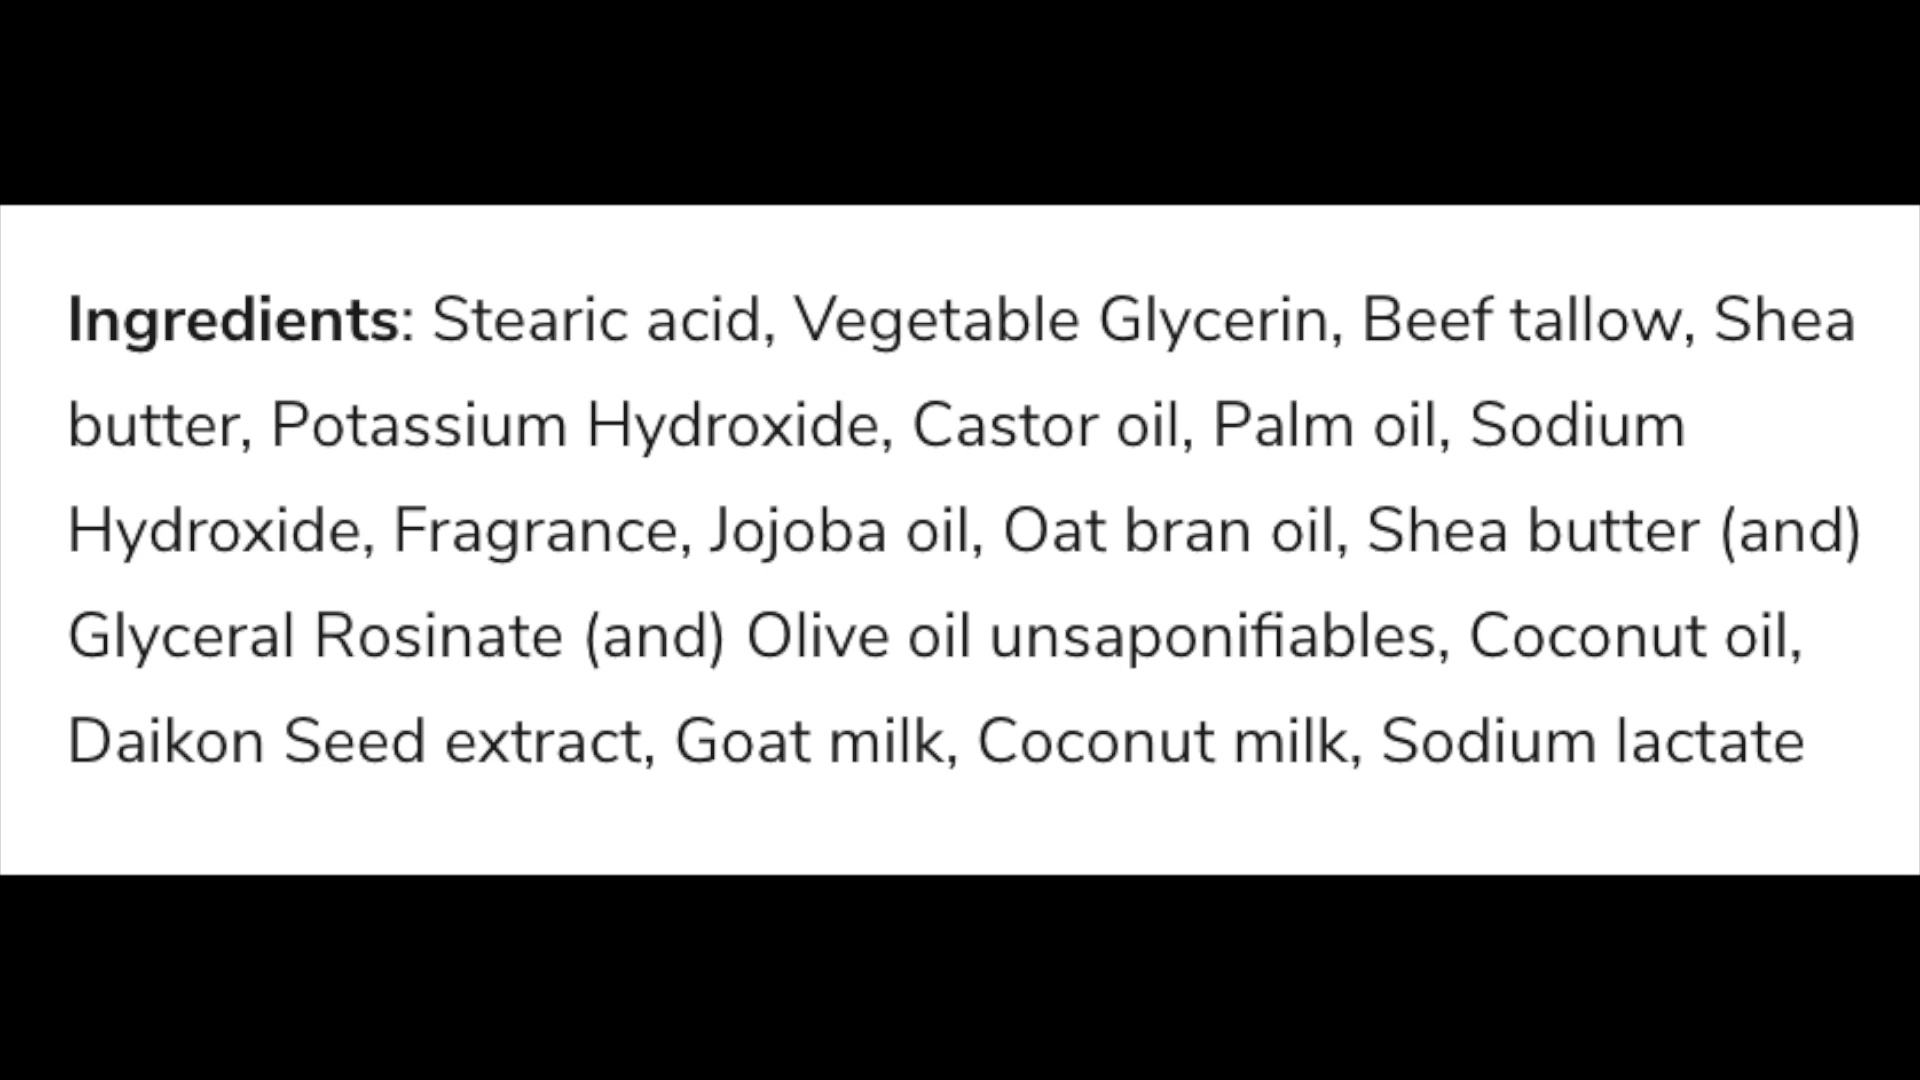 Ingredients: Stearic acid, Vegetable Glycerin, Beef tallow, Shea
butter, Potassium Hydroxide, Castor oil, Palm oil, Sodium
Hydroxide, Fragrance, Jojoba oil, Oat bran oil, Shea butter (and)
Glyceral Rosinate (and) Olive oil unsaponifiables, Coconut oil,
Daikon Seed extract, Goat milk, Coconut milk, Sodium lactate